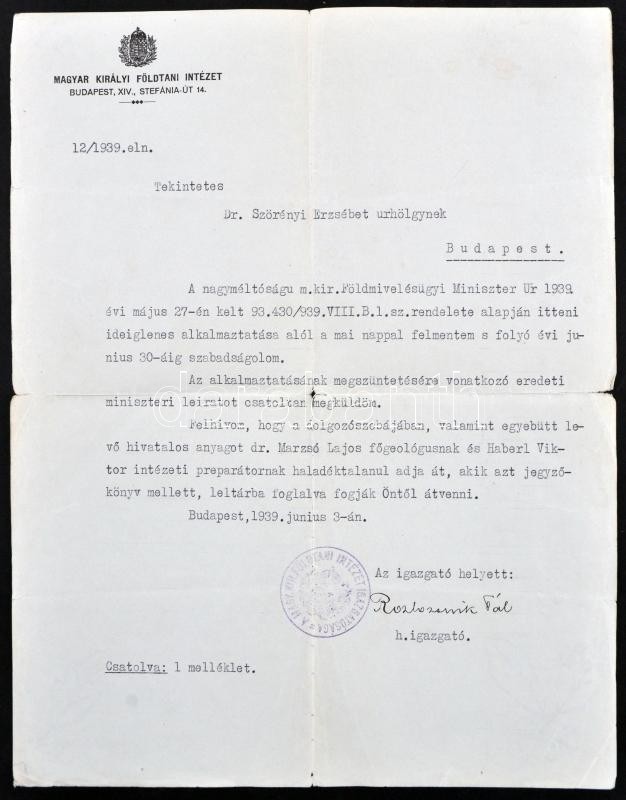 MAGYAR KIRÁLYI FÖLDTANI INTÉZET
BUDAPEST, XIV., STEFÁNIA-ÚT 14.
12/1939.eln.
Tekintetes
Dr. Szörényi Erzsébet urhölgynek
Budapest.
A nagyméltóságu m.kir.Földmivelésügyi Miniszter Ur 1939
évi május 27-én kelt 93.430/939.VIII.B.1.sz.rendelete alapján itteni
ideiglenes alkalmaztatása alól a mai nappal felmentem s folyó évi ju-
nius 30-áig szabadságolom.
Az alkalmaztatásának megszüntetésére vonatkozó eredeti
miniszteri leiratot csatoltan megküldöm.
Felhivom, hogy a dolgozószobájában, valamint egyebütt le-
vő hivatalos anyagot dr. Marzsó Lajos főgeológusnak és Haberl Vik-
tor intézeti preparátornak haladéktalanul adja át, akik azt jegyző-
könyv mellett, leltárba foglalva fogják Öntől átvenni.
Budapest,1939.junius 3-án.
Az igazgató helyett:
Rozlozsnik Pál
h.igazgató.
Csatolva: 1 melléklet.